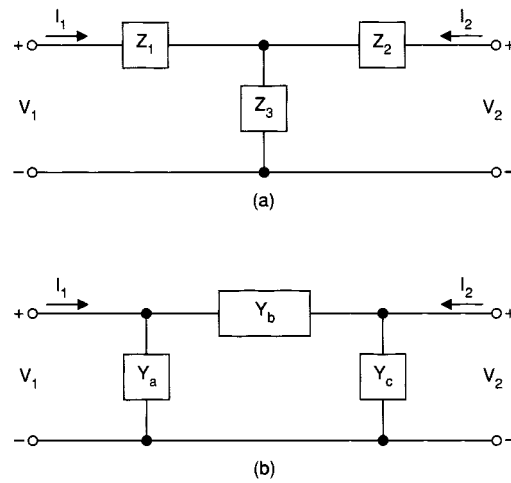 I1 I2
+ Z1 Z2 +
V1 Z3 V2
− −
(a)
I1 I2
+ Yb +
V1 Ya Yc V2
− −
(b)